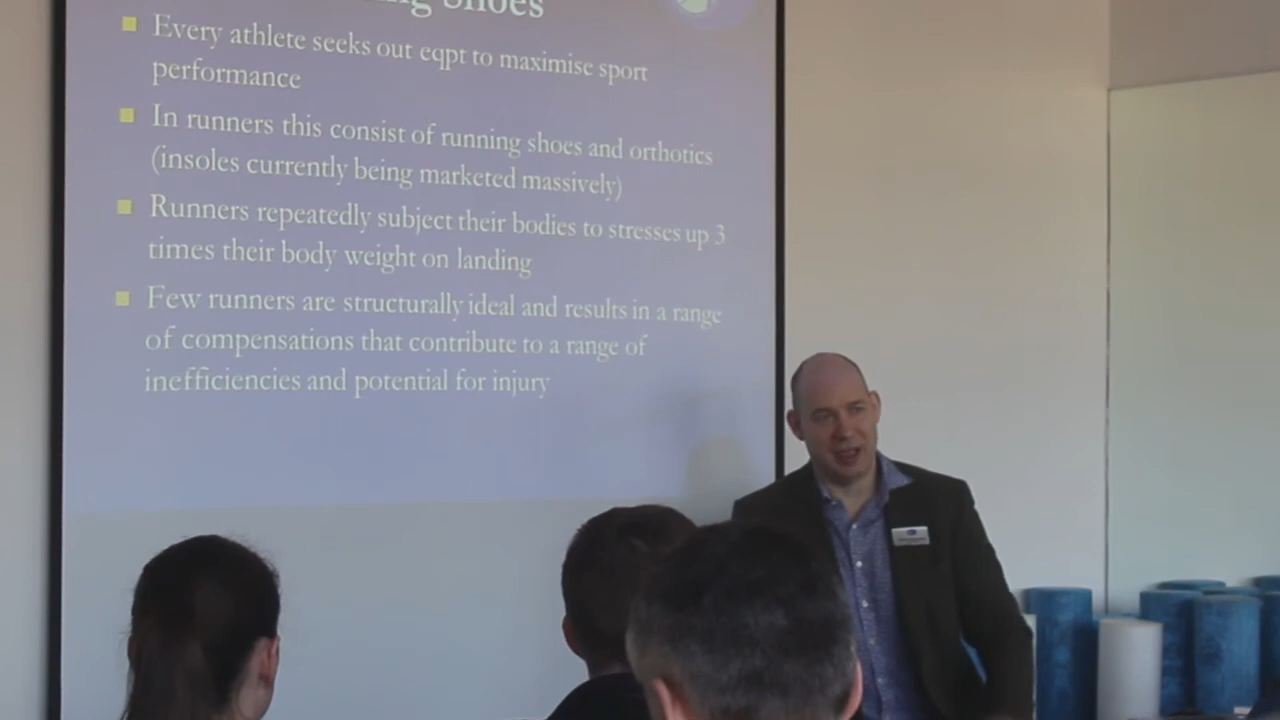 Shoes
Every athlete seeks out eqpt to maximise sport
performance
In runners this consist of running shoes and orthotics
(insoles currently being marketed massively)
Runners repeatedly subject their bodies to stresses up 3
times their body weight on landing
Few runners are structurally ideal and results in a range
of compensations that contribute to a range of
inefficiencies and potential for injury